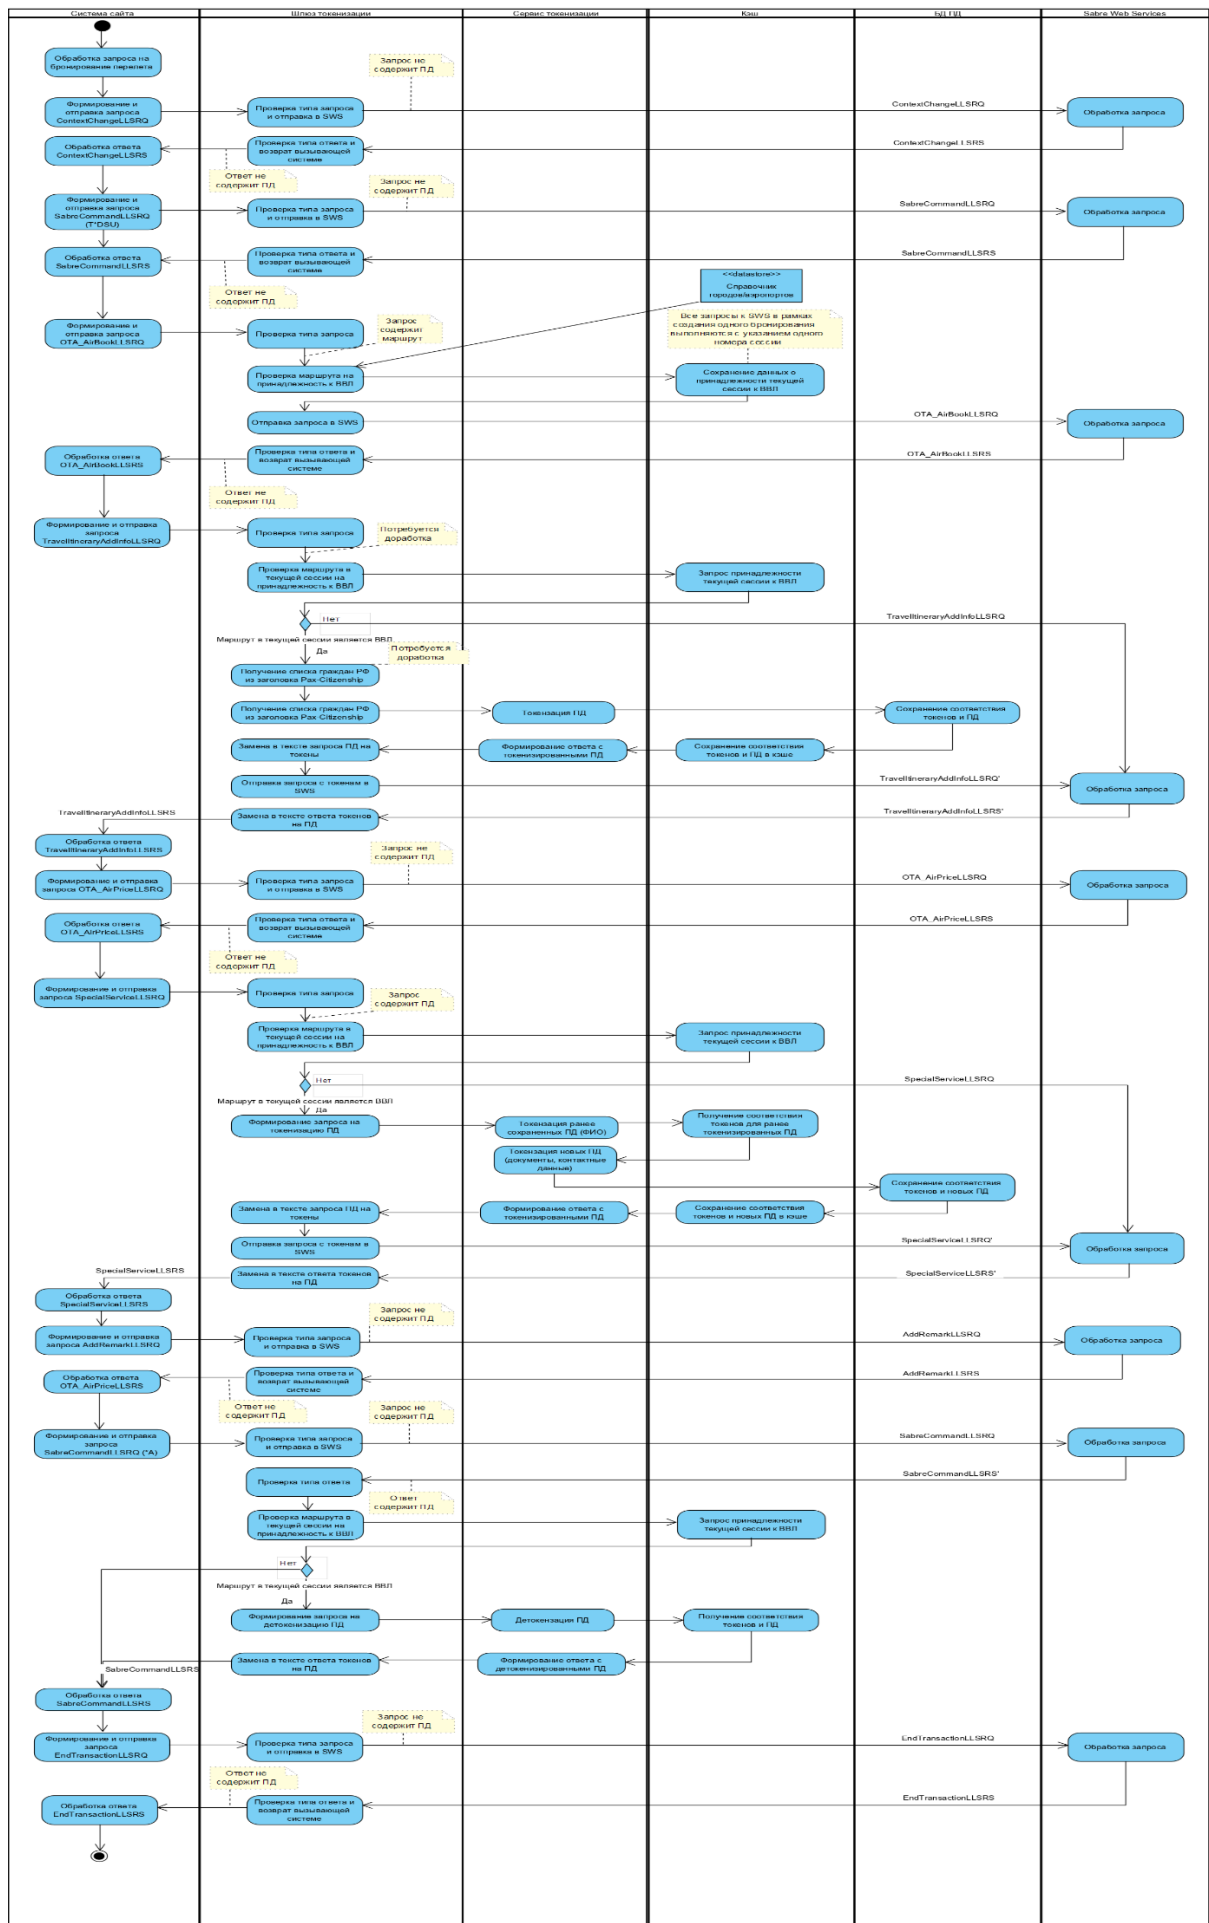 Система сайта
Шлюз токенизации
Сервис токенизации
Кэш
БД ПД
Sabre Web Services
Обработка запроса на
бронирование перелета
Запрос не
содержит ПД
Формирование и
отправка запроса
ContextChangeLLSRQ
Проверка типа запроса
и отправка в SWS
ContextChangeLLSRQ
Обработка запроса
Обработка ответа
ContextChangeLLSRS
Проверка типа ответа и
возврат вызывающей
системе
ContextChangeLLSRS
Ответ не
содержит ПД
Запрос не
содержит ПД
Формирование и
отправка запроса
SabreCommandLLSRQ
(T*DSU)
Проверка типа запроса
и отправка в SWS
SabreCommandLLSRQ
Обработка запроса
Обработка ответа
SabreCommandLLSRS
Проверка типа ответа и
возврат вызывающей
системе
SabreCommandLLSRS
Ответ не
содержит ПД
<<datastore>>
Справочник
городов/аэропортов
Формирование и
отправка запроса
OTA_AirBookLLSRQ
Проверка типа запроса
Запрос
содержит
маршрут
Все запросы к SWS в рамках
создания одного бронирования
выполняются с указанием одного
номера сессии
Проверка маршрута на
принадлежность к ВВЛ
Сохранение данных о
принадлежности текущей
сессии к ВВЛ
Отправка запроса в SWS
OTA_AirBookLLSRQ
Обработка запроса
Обработка ответа
OTA_AirBookLLSRS
Проверка типа ответа и
возврат вызывающей
системе
OTA_AirBookLLSRS
Ответ не
содержит ПД
Формирование и отправка
запроса
TravelItineraryAddInfoLLSRQ
Проверка типа запроса
Потребуется
доработка
Проверка маршрута в
текущей сессии на
принадлежность к ВВЛ
Запрос принадлежности
текущей сессии к ВВЛ
Нет
TravelItineraryAddInfoLLSRQ
Маршрут в текущей сессии является ВВЛ
Да
Потребуется
доработка
Получение списка граждан РФ
из заголовка Pax-Citizenship
Получение списка граждан РФ
из заголовка Pax-Citizenship
Токензация ПД
Сохранение соответствия
токенов и ПД
Замена в тексте запроса ПД на
токены
Формирование ответа с
токенизированными ПД
Сохранение соответствия
токенов и ПД в кэше
Отправка запроса с токенам в
SWS
TravelItineraryAddInfoLLSRQ'
Обработка запроса
TravelItineraryAddInfoLLSRS
Замена в тексте ответа токенов
на ПД
TravelItineraryAddInfoLLSRS'
Обработка ответа
TravelItineraryAddInfoLLSRS
Запрос не
содержит ПД
Формирование и отправка
запроса OTA_AirPriceLLSRQ
Проверка типа запроса
и отправка в SWS
OTA_AirPriceLLSRQ
Обработка запроса
Обработка ответа
OTA_AirPriceLLSRS
Проверка типа ответа и
возврат вызывающей
системе
OTA_AirPriceLLSRS
Ответ не
содержит ПД
Формирование и отправка
запроса SpecialServiceLLSRQ
Проверка типа запроса
Запрос
содержит ПД
Проверка маршрута в
текущей сессии на
принадлежность к ВВЛ
Запрос принадлежности
текущей сессии к ВВЛ
Нет
SpecialServiceLLSRQ
Маршрут в текущей сессии является ВВЛ
Да
Формирование запроса на
токенизацию ПД
Токензация ранее
сохраненных ПД (ФИО)
Получение соответствия
токенов для ранее
токенизированных ПД
Токензация новых ПД
(документы, контактные
данные)
Сохранение соответствия
токенов и новых ПД
Замена в тексте запроса ПД на
токены
Формирование ответа с
токенизированными ПД
Сохранение соответствия
токенов и новых ПД в кэше
Отправка запроса с токенам в
SWS
SpecialServiceLLSRQ'
Обработка запроса
SpecialServiceLLSRS
Замена в тексте ответа токенов
на ПД
SpecialServiceLLSRS'
Обработка ответа
SpecialServiceLLSRS
Запрос не
содержит ПД
Формирование и отправка
запроса AddRemarkLLSRQ
Проверка типа запроса
и отправка в SWS
AddRemarkLLSRQ
Обработка запроса
Обработка ответа
OTA_AirPriceLLSRS
Проверка типа ответа и
возврат вызывающей
системе
AddRemarkLLSRS
Ответ не
содержит ПД
Запрос не
содержит ПД
Формирование и отправка
запроса
SabreCommandLLSRQ (*A)
Проверка типа запроса
и отправка в SWS
SabreCommandLLSRQ
Обработка запроса
Проверка типа ответа
SabreCommandLLSRS'
Ответ
содержит ПД
Проверка маршрута в
текущей сессии на
принадлежность к ВВЛ
Запрос принадлежности
текущей сессии к ВВЛ
Нет
Маршрут в текущей сессии является ВВЛ
Да
Формирование запроса на
детокенизацию ПД
Детокензация ПД
Получение соответствия
токенов и ПД
SabreCommandLLSRS
Замена в тексте ответа токенов
на ПД
Формирование ответа с
детокенизированными ПД
Обработка ответа
SabreCommandLLSRS
Запрос не
содержит ПД
Формирование и отправка
запроса
EndTransactionLLSRQ
Проверка типа запроса
и отправка в SWS
EndTransactionLLSRQ
Обработка запроса
Ответ не
содержит ПД
Обработка ответа
EndTransactionLLSRS
Проверка типа ответа и
возврат вызывающей
системе
EndTransactionLLSRS